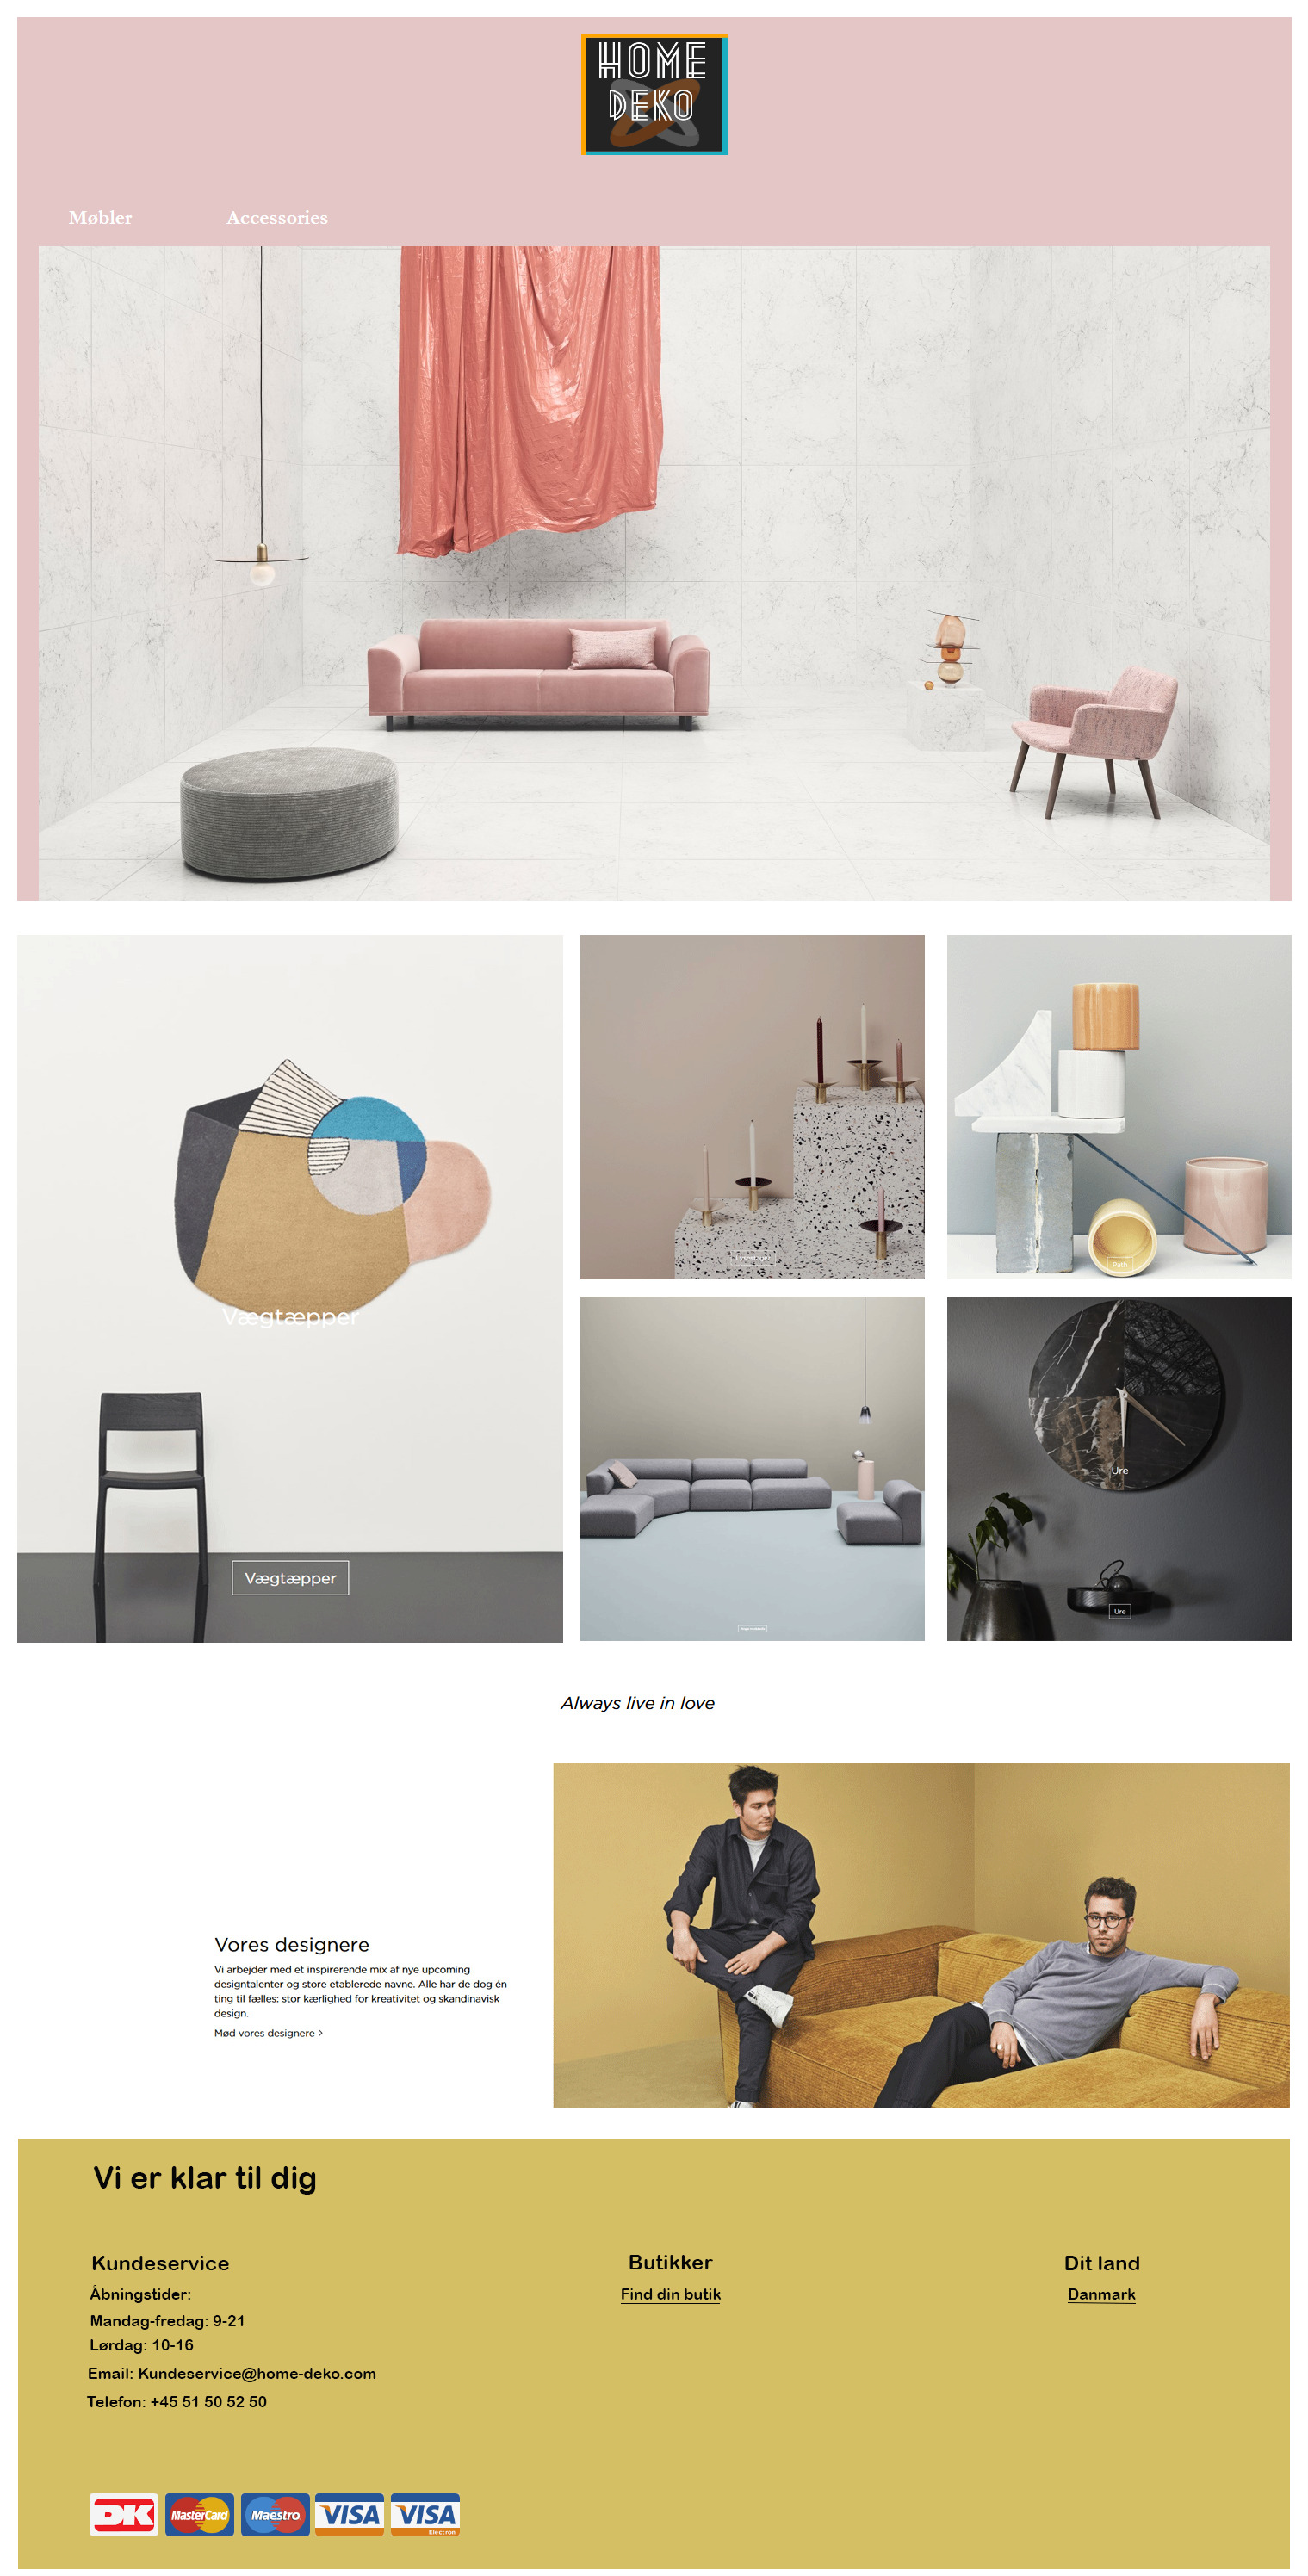 HOME
DEKO
Møbler
Accessories
Vægtæpper
Vægtæpper
Path
Ure
Ure
Always live in love
Vores designere
Vi arbejder med et inspirerende mix af nye upcoming
designtalenter og store etablerede navne. Alle har de dog én
ting til fælles: stor kærlighed for kreativitet og skandinavisk
design.
Mød vores designere >
Vi er klar til dig
Kundeservice
Åbningstider:
Mandag-fredag: 9-21
Lørdag: 10-16
Email: Kundeservice@home-deko.com
Telefon: +45 51 50 52 50
Butikker
Find din butik
Dit land
Danmark
DK
MasterCard
Maestro
VISA
VISA
Electron